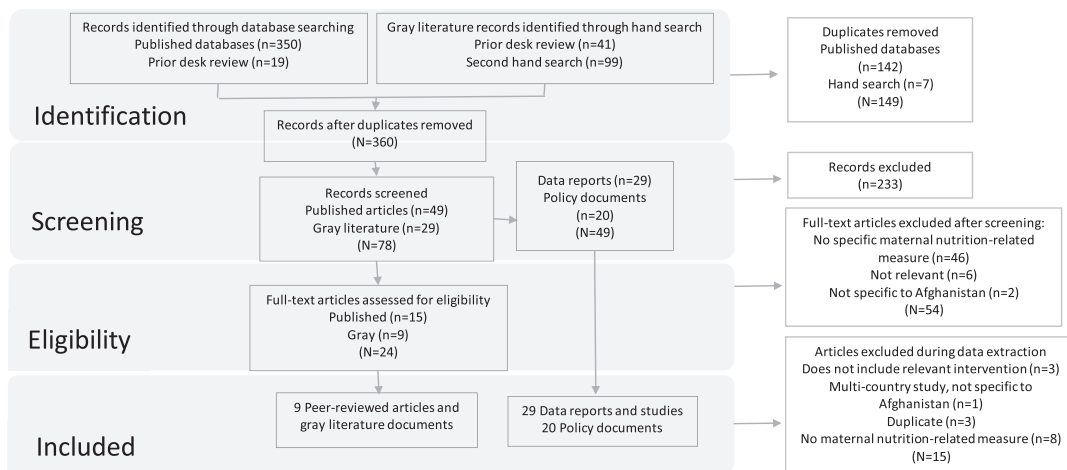 Records identified through database searching
Published databases (n=350)
Prior desk review (n=19)
Gray literature records identified through hand search
Prior desk review (n=41)
Second hand search (n=99)
Duplicates removed
Published databases
(n=142)
Hand search (n=7)
(N=149)
Identification
Records after duplicates removed
(N=360)
Records excluded
(n=233)
Screening
Records screened
Published articles (n=49)
Gray literature (n=29)
(N=78)
Data reports (n=29)
Policy documents
(n=20)
(N=49)
Full-text articles excluded after screening:
No specific maternal nutrition-related
measure (n=46)
Not relevant (n=6)
Not specific to Afghanistan (n=2)
(N=54)
Eligibility
Full-text articles assessed for eligibility
Published (n=15)
Gray (n=9)
(N=24)
Articles excluded during data extraction
Does not include relevant intervention (n=3)
Multi-country study, not specific to
Afghanistan (n=1)
Duplicate (n=3)
No maternal nutrition-related measure (n=8)
(N=15)
Included
9 Peer-reviewed articles and
gray literature documents
29 Data reports and studies
20 Policy documents